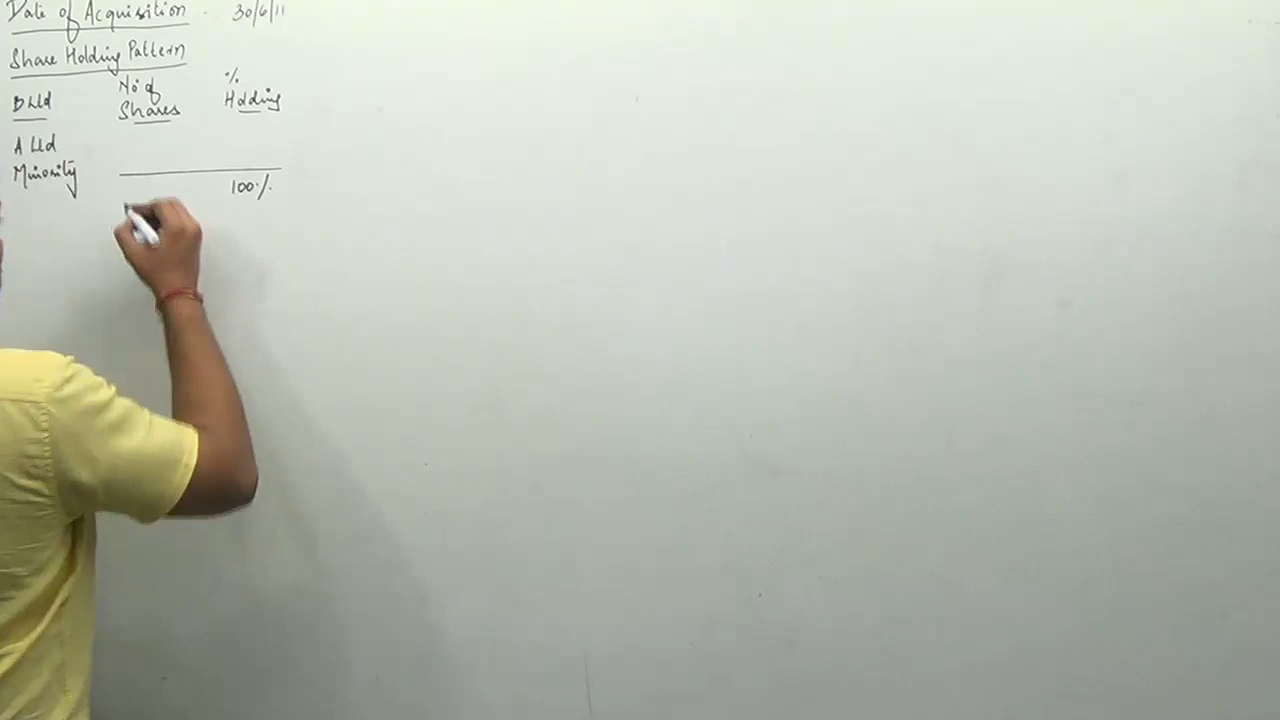 Date of Acquisition - 30/6/11
Share Holding Pattern
B Ltd No of Shares % Holding
A Ltd
Minority
100%